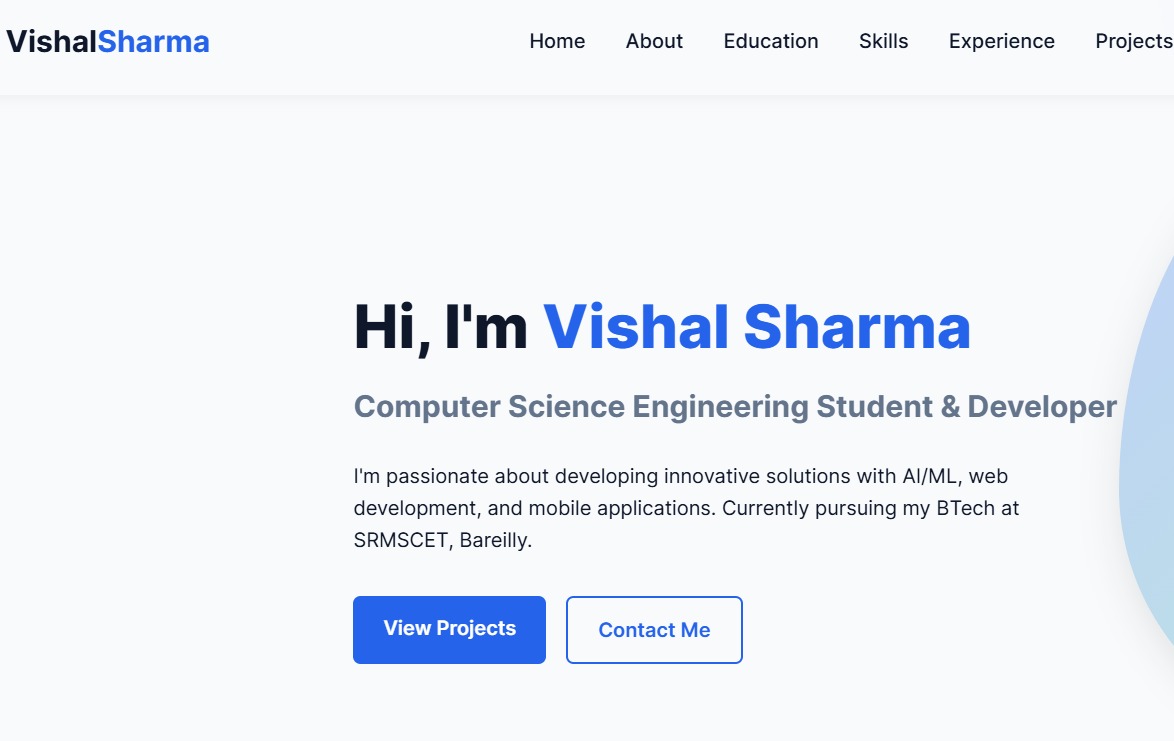 VishalSharma Home About Education Skills Experience Projects
Hi, I'm Vishal Sharma
Computer Science Engineering Student & Developer
I'm passionate about developing innovative solutions with AI/ML, web
development, and mobile applications. Currently pursuing my BTech at
SRMSCET, Bareilly.
View Projects Contact Me